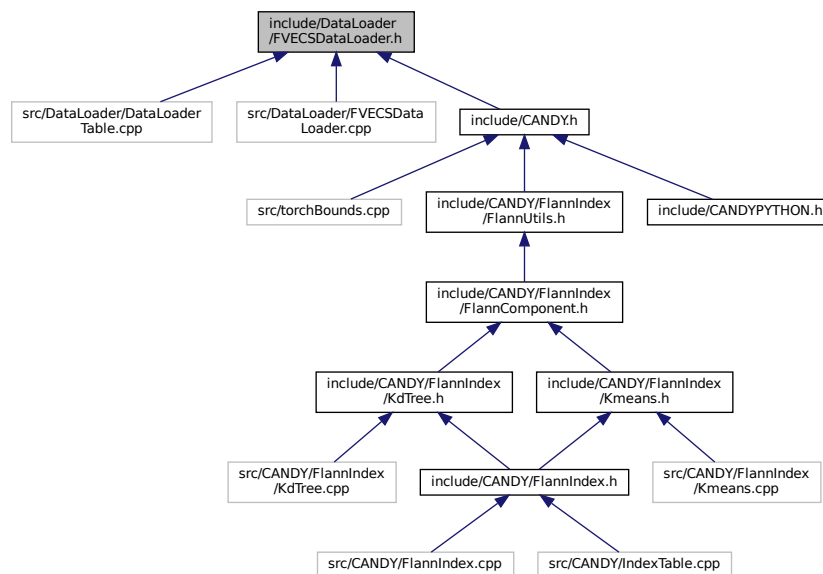 include/DataLoader
/FVECSDataLoader.h
src/DataLoader/DataLoader
Table.cpp
src/DataLoader/FVECSData
Loader.cpp
include/CANDY.h
src/torchBounds.cpp
include/CANDY/FlannIndex
/FlannUtils.h
include/CANDYPYTHON.h
include/CANDY/FlannIndex
/FlannComponent.h
include/CANDY/FlannIndex
/KdTree.h
include/CANDY/FlannIndex
/Kmeans.h
src/CANDY/FlannIndex
/KdTree.cpp
include/CANDY/FlannIndex.h
src/CANDY/FlannIndex
/Kmeans.cpp
src/CANDY/FlannIndex.cpp
src/CANDY/IndexTable.cpp